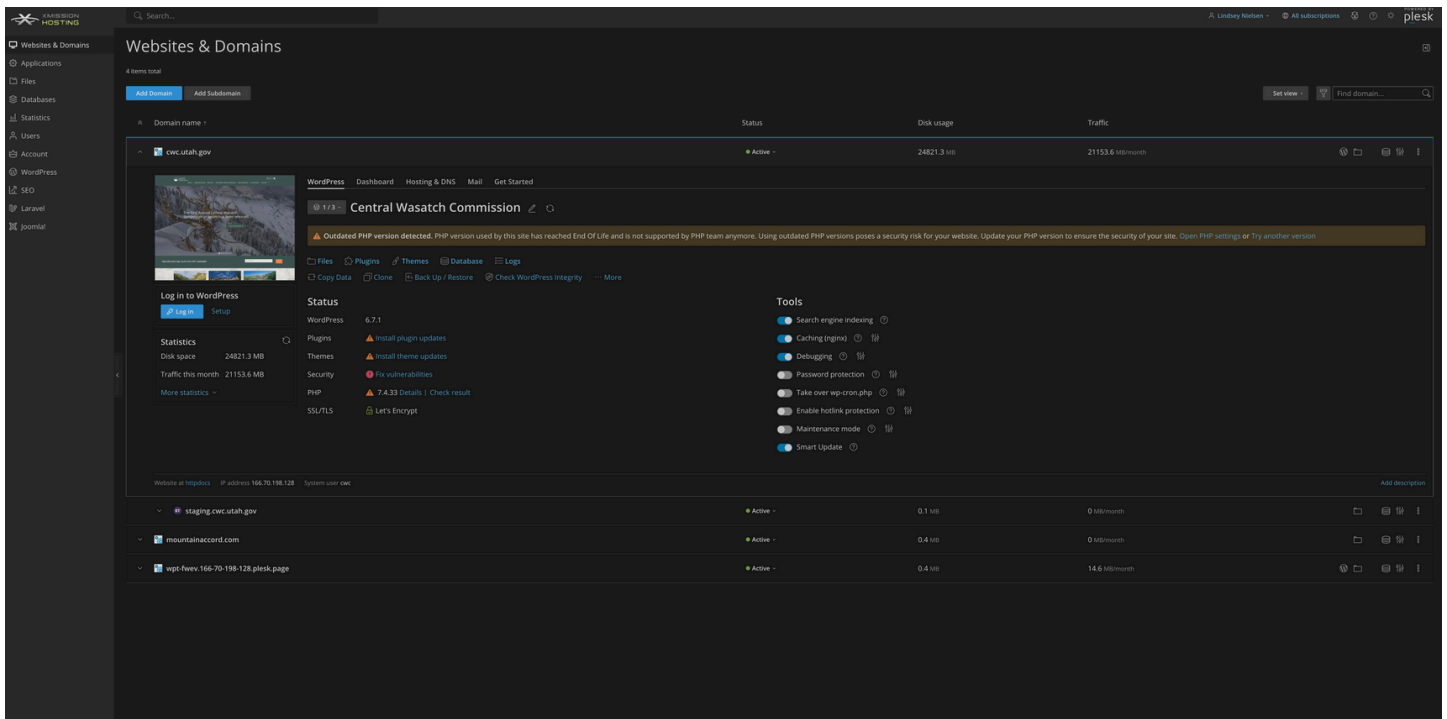 XMISSION
HOSTING
Search...
Lindsey Nielsen
All subscriptions
POWERED BY
plesk
Websites & Domains
Applications
Files
Databases
Statistics
Users
Account
WordPress
SEO
Laravel
Joomla!
Websites & Domains
4 items total
Add Domain
Add Subdomain
Set view
Find domain...
Domain name ↑
Status
Disk usage
Traffic
cwc.utah.gov
Active
24821.3 MB
21153.6 MB/month
WordPress Dashboard Hosting & DNS Mail Get Started
1 / 3
Central Wasatch Commission
Outdated PHP version detected. PHP version used by this site has reached End Of Life and is not supported by PHP team anymore. Using outdated PHP versions poses a security risk for your website. Update your PHP version to ensure the security of your site. Open PHP settings or Try another version
Files Plugins Themes Database Logs
Copy Data Clone Back Up / Restore Check WordPress Integrity ··· More
Log in to WordPress
Log in
Setup
Statistics
Disk space 24821.3 MB
Traffic this month 21153.6 MB
More statistics
Status
WordPress 6.7.1
Plugins Install plugin updates
Themes Install theme updates
Security Fix vulnerabilities
PHP 7.4.33 Details | Check result
SSL/TLS Let's Encrypt
Tools
Search engine indexing
Caching (nginx)
Debugging
Password protection
Take over wp-cron.php
Enable hotlink protection
Maintenance mode
Smart Update
Website at httpdocs IP address 166.70.198.128 System user cwc
Add description
staging.cwc.utah.gov
Active
0.1 MB
0 MB/month
mountainaccord.com
Active
0.4 MB
0 MB/month
wpt-fwev.166-70-198-128.plesk.page
Active
0.4 MB
14.6 MB/month